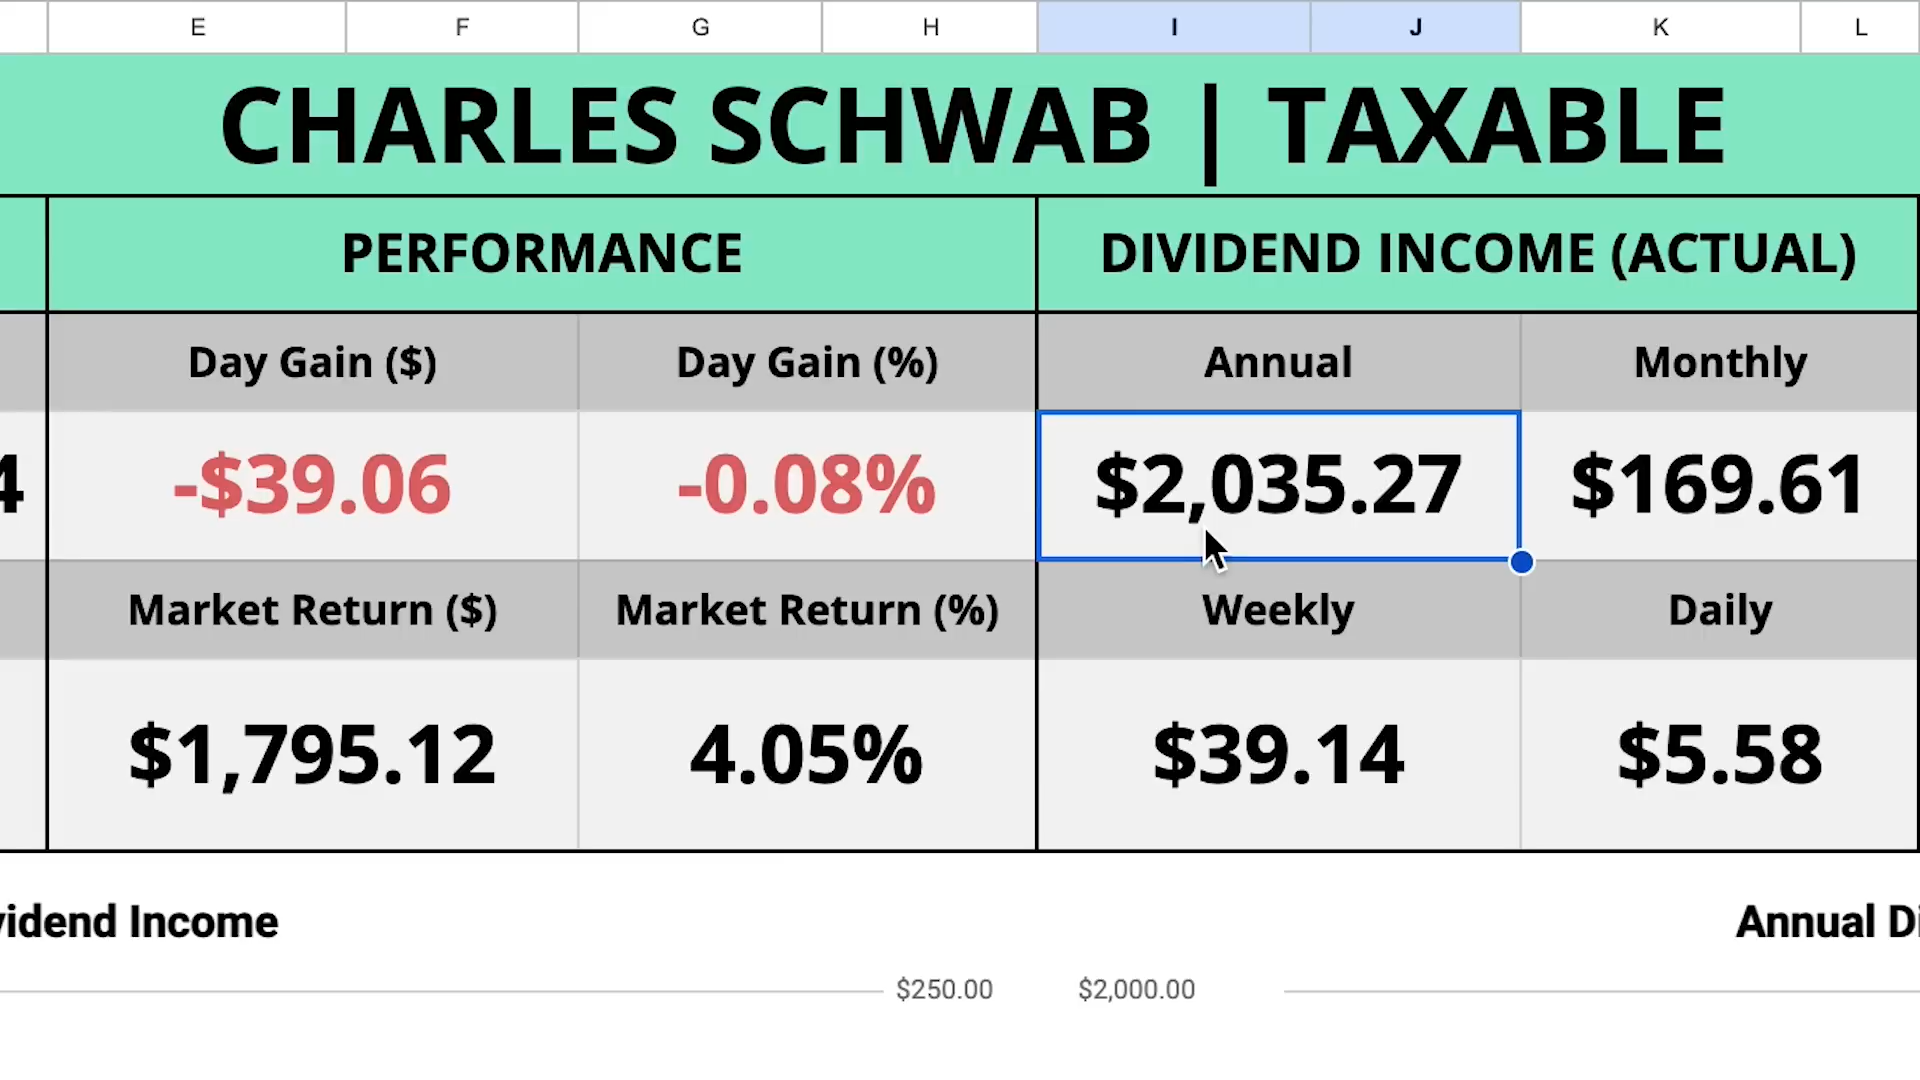 E F G H I J K L
CHARLES SCHWAB | TAXABLE
PERFORMANCE DIVIDEND INCOME (ACTUAL)
Day Gain ($) Day Gain (%) Annual Monthly
4 -$39.06 -0.08% $2,035.27 $169.61
Market Return ($) Market Return (%) Weekly Daily
$1,795.12 4.05% $39.14 $5.58
vidend Income Annual Di
$250.00 $2,000.00